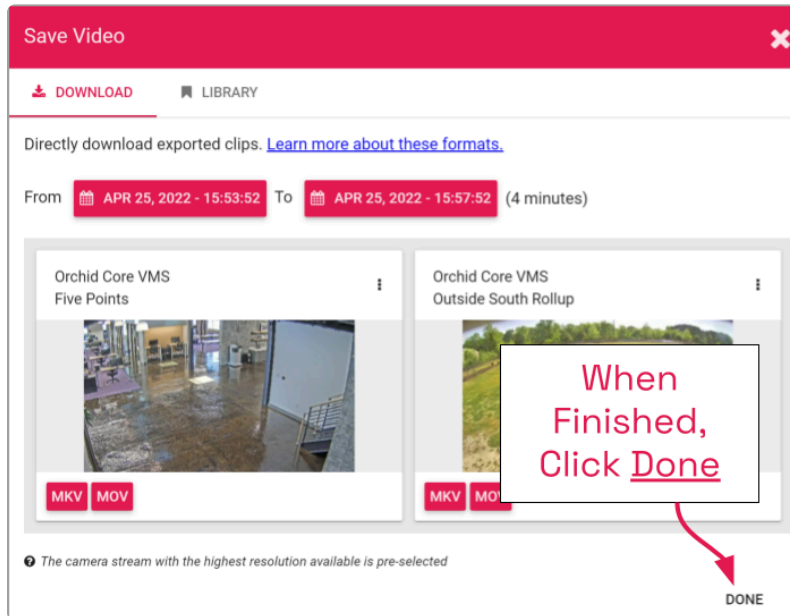 Save Video
DOWNLOAD
LIBRARY
Directly download exported clips. Learn more about these formats.
From APR 25, 2022 - 15:53:52 To APR 25, 2022 - 15:57:52 (4 minutes)
Orchid Core VMS
Five Points
MKV MOV
Orchid Core VMS
Outside South Rollup
MKV
When
Finished,
Click Done
The camera stream with the highest resolution available is pre-selected
DONE